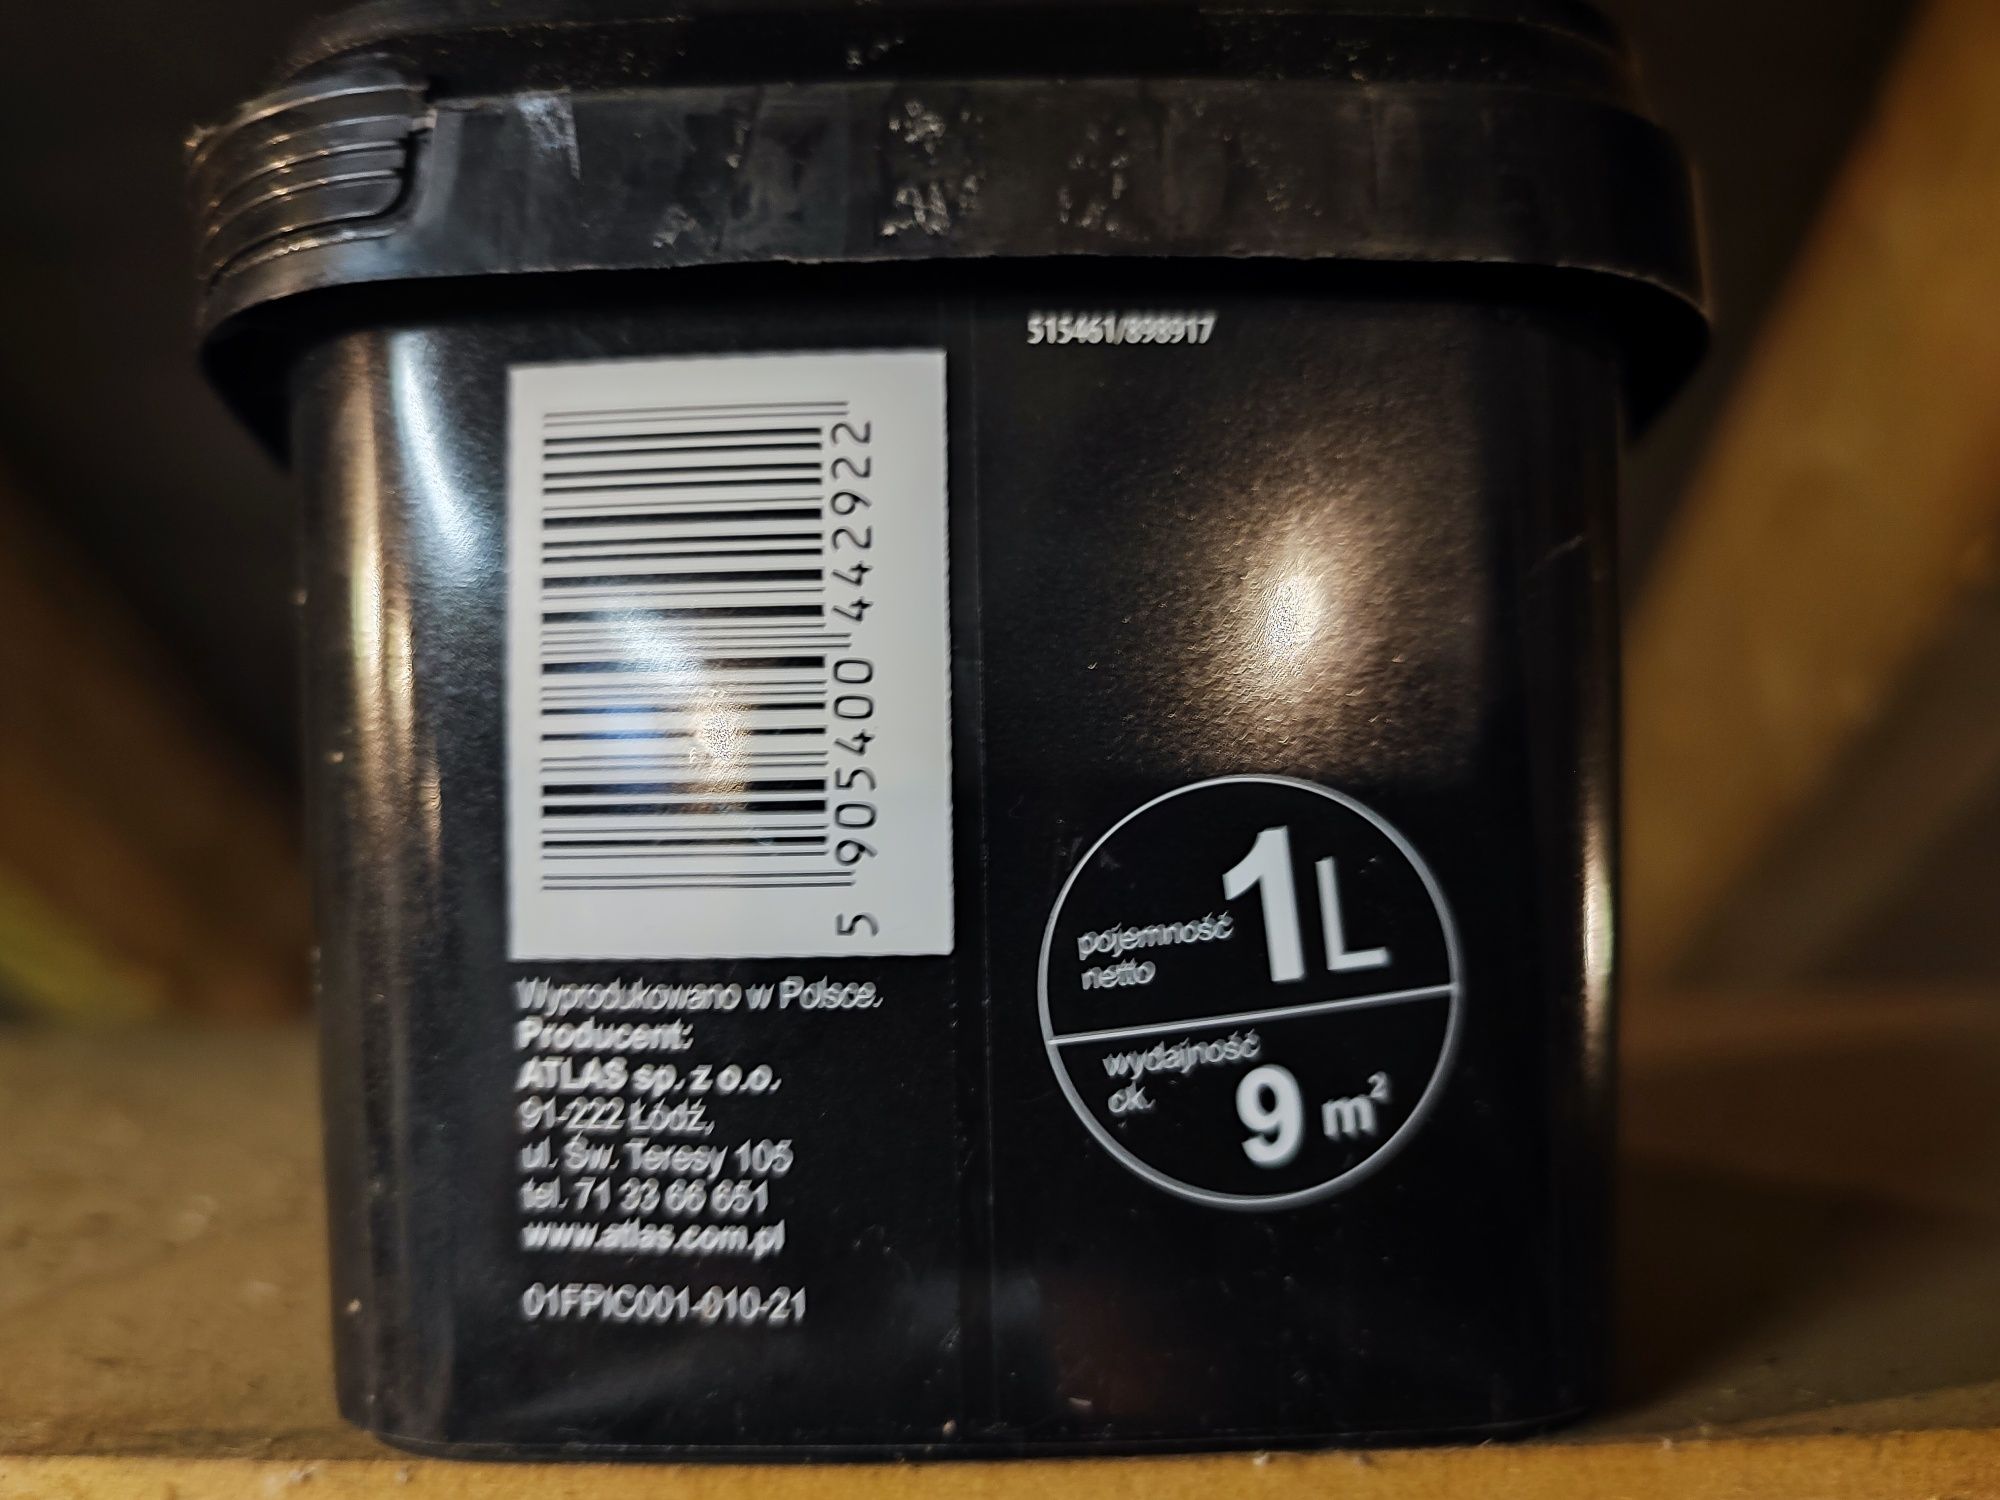 515461/898917
5 905400 442922
Wyprodukowano w Polsce.
Producent:
ATLAS sp. z o.o.
91-222 Łódź,
ul. Św. Teresy 105
tel. 71 33 66 651
www.atlas.com.pl
01FPIC001-010-21
pojemność
netto
1L
wydajność
ok.
9 m²